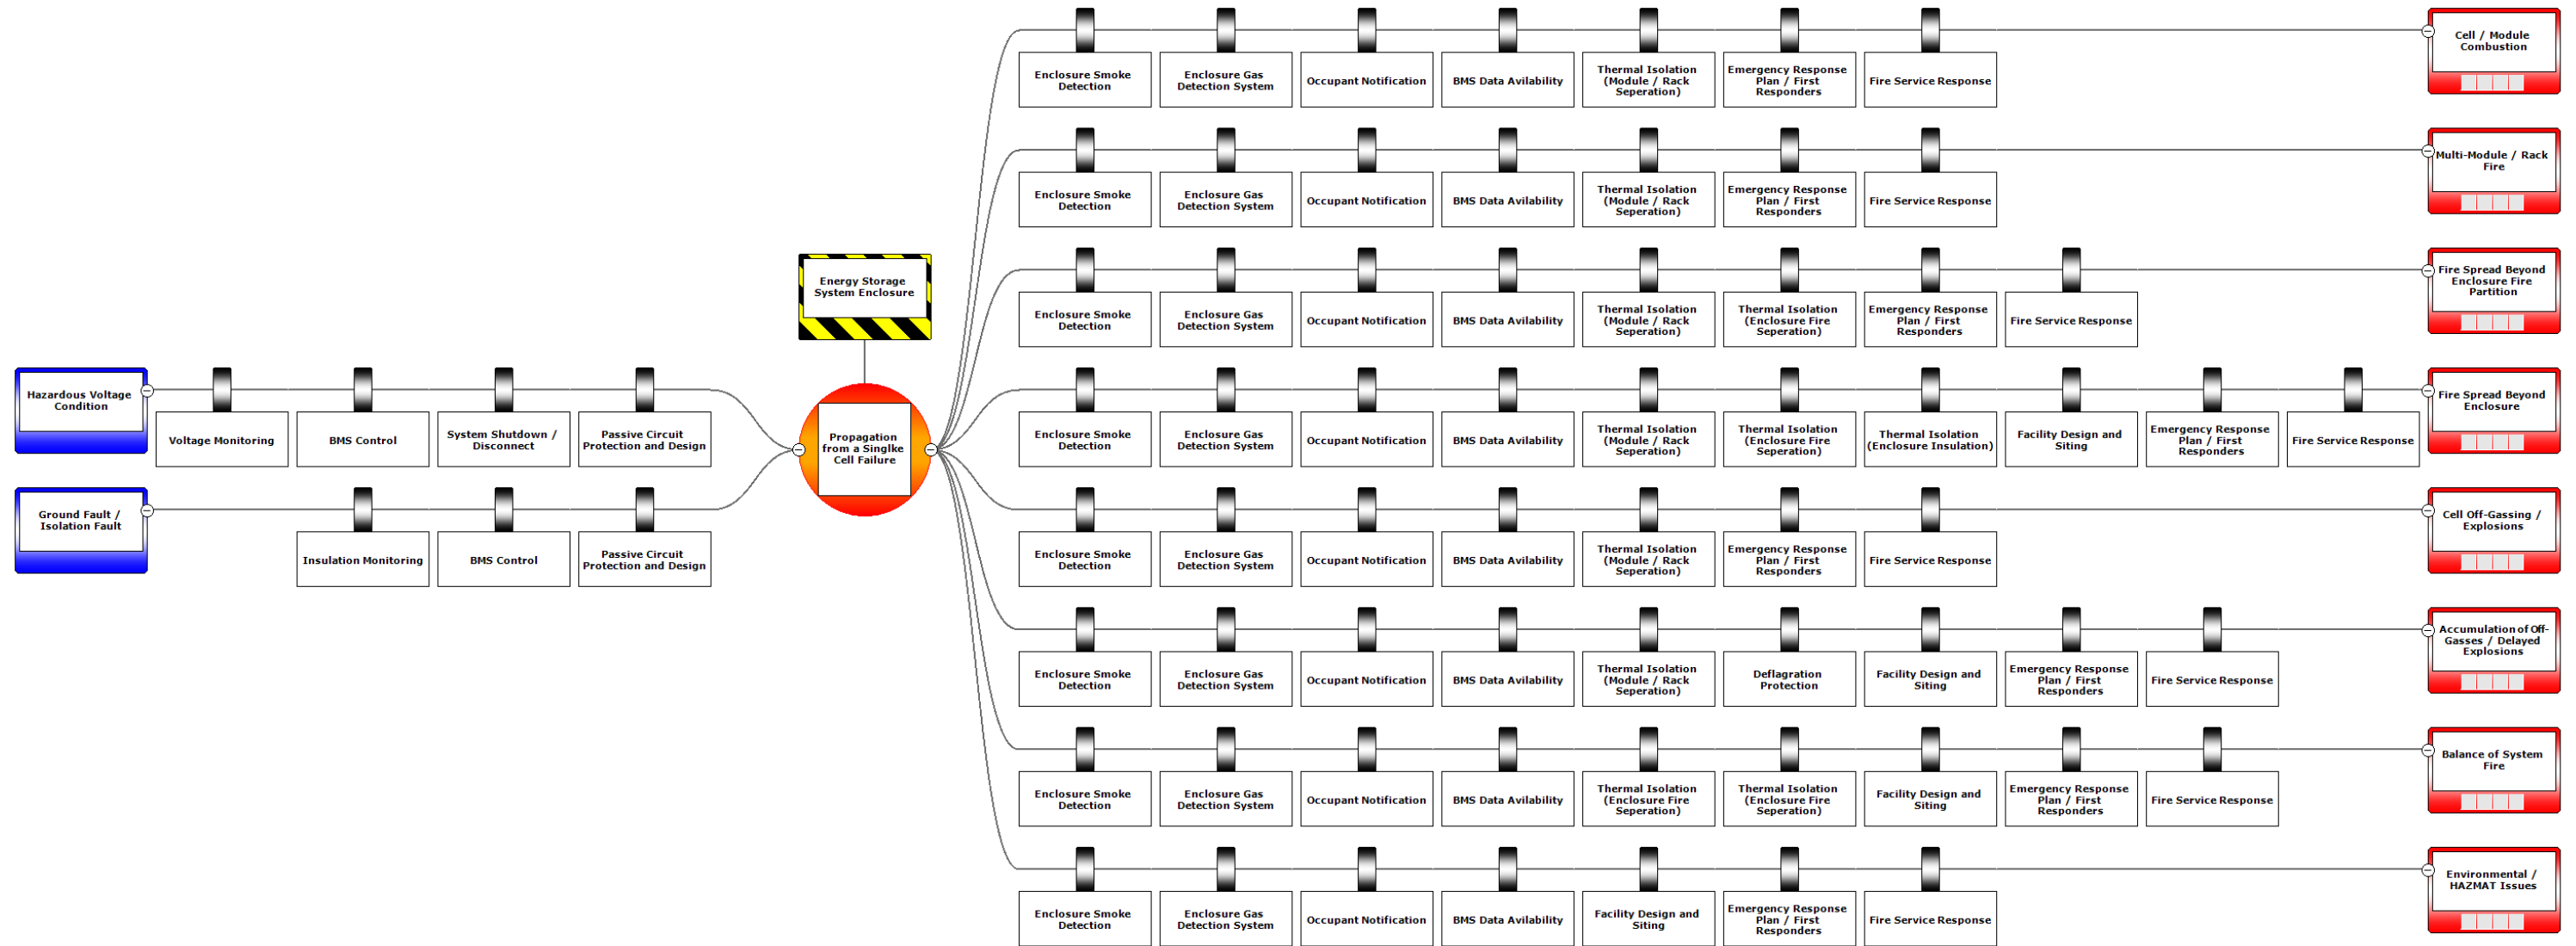 Enclosure Smoke
Detection
Enclosure Gas
Detection System
Occupant Notification
BMS Data Avilability
Thermal Isolation
(Module / Rack
Seperation)
Emergency Response
Plan / First
Responders
Fire Service Response
Cell / Module
Combustion
Enclosure Smoke
Detection
Enclosure Gas
Detection System
Occupant Notification
BMS Data Avilability
Thermal Isolation
(Module / Rack
Seperation)
Emergency Response
Plan / First
Responders
Fire Service Response
Multi-Module / Rack
Fire
Energy Storage
System Enclosure
Enclosure Smoke
Detection
Enclosure Gas
Detection System
Occupant Notification
BMS Data Avilability
Thermal Isolation
(Module / Rack
Seperation)
Thermal Isolation
(Enclosure Fire
Seperation)
Emergency Response
Plan / First
Responders
Fire Service Response
Fire Spread Beyond
Enclosure Fire
Partition
Hazardous Voltage
Condition
Voltage Monitoring
BMS Control
System Shutdown /
Disconnect
Passive Circuit
Protection and Design
Propagation
from a Singlke
Cell Failure
Enclosure Smoke
Detection
Enclosure Gas
Detection System
Occupant Notification
BMS Data Avilability
Thermal Isolation
(Module / Rack
Seperation)
Thermal Isolation
(Enclosure Fire
Seperation)
Thermal Isolation
(Enclosure Insulation)
Facility Design and
Siting
Emergency Response
Plan / First
Responders
Fire Service Response
Fire Spread Beyond
Enclosure
Ground Fault /
Isolation Fault
Insulation Monitoring
BMS Control
Passive Circuit
Protection and Design
Enclosure Smoke
Detection
Enclosure Gas
Detection System
Occupant Notification
BMS Data Avilability
Thermal Isolation
(Module / Rack
Seperation)
Emergency Response
Plan / First
Responders
Fire Service Response
Cell Off-Gassing /
Explosions
Enclosure Smoke
Detection
Enclosure Gas
Detection System
Occupant Notification
BMS Data Avilability
Thermal Isolation
(Module / Rack
Seperation)
Deflagration
Protection
Facility Design and
Siting
Emergency Response
Plan / First
Responders
Fire Service Response
Accumulation of Off-
Gasses / Delayed
Explosions
Enclosure Smoke
Detection
Enclosure Gas
Detection System
Occupant Notification
BMS Data Avilability
Thermal Isolation
(Enclosure Fire
Seperation)
Thermal Isolation
(Enclosure Fire
Seperation)
Facility Design and
Siting
Emergency Response
Plan / First
Responders
Fire Service Response
Balance of System
Fire
Enclosure Smoke
Detection
Enclosure Gas
Detection System
Occupant Notification
BMS Data Avilability
Facility Design and
Siting
Emergency Response
Plan / First
Responders
Fire Service Response
Environmental /
HAZMAT Issues